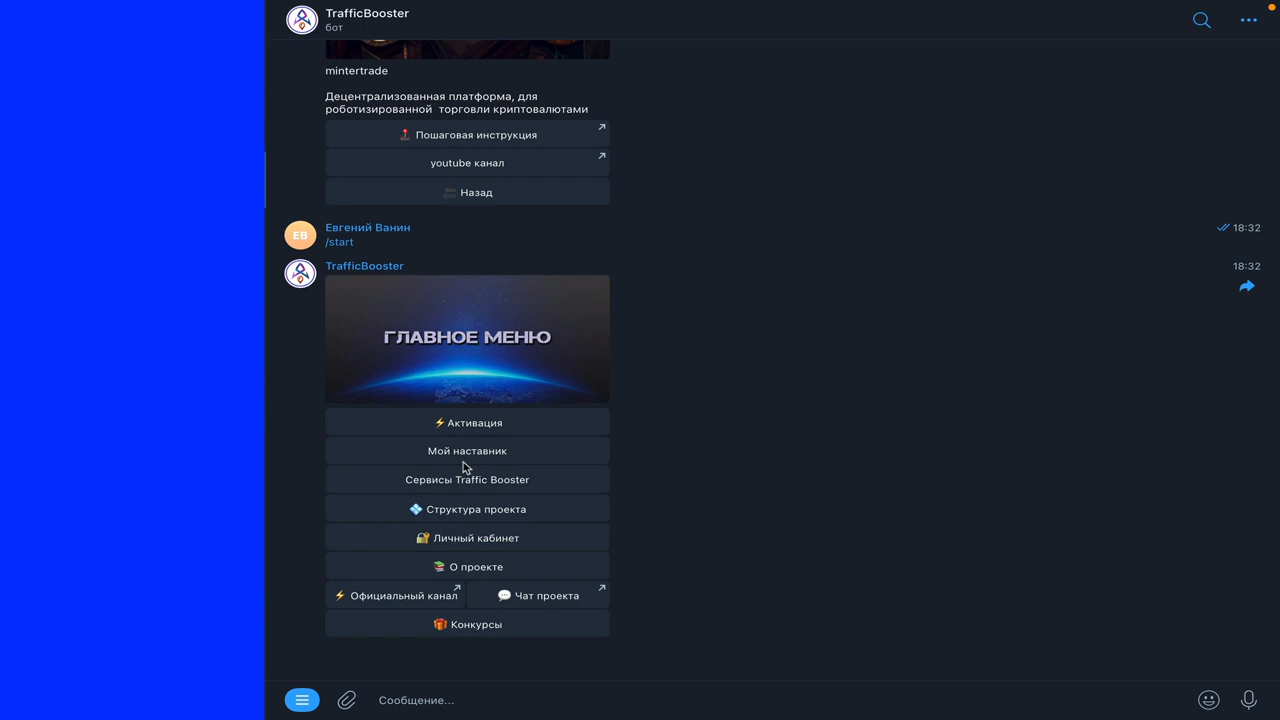 TrafficBooster
бот
mintertrade
Децентрализованная платформа, для
роботизированной торговли криптовалютами
Пошаговая инструкция
youtube канал
Назад
Евгений Ванин
18:32
ЕВ
/start
TrafficBooster
18:32
ГЛАВНОЕ МЕНЮ
Активация
Мой наставник
Сервисы Traffic Booster
Структура проекта
Личный кабинет
О проекте
Официальный канал
Чат проекта
Конкурсы
Сообщение...